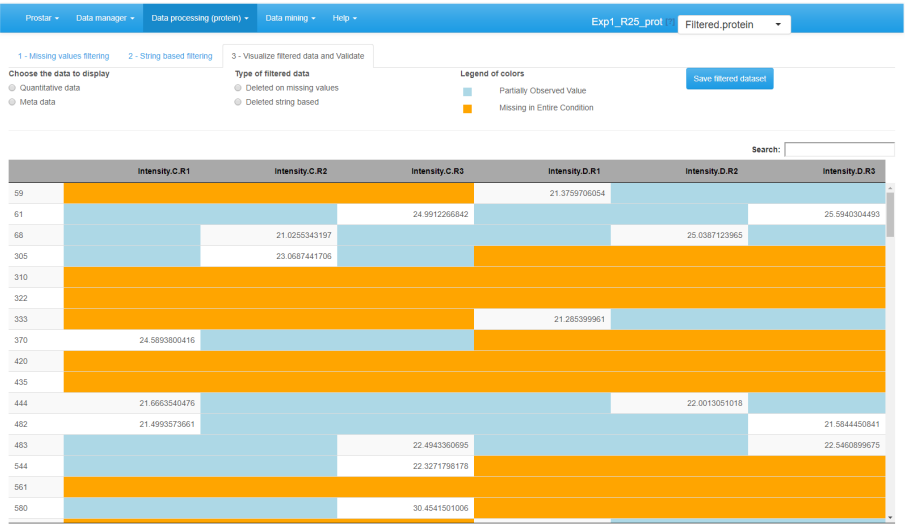 Prostar Data manager Data processing (protein) Data mining Help Exp1_R25_prot [?] Filtered.protein
1 - Missing values filtering 2 - String based filtering 3 - Visualize filtered data and Validate
Choose the data to display Type of filtered data Legend of colors Save filtered dataset
Quantitative data Deleted on missing values Partially Observed Value
Meta data Deleted string based Missing in Entire Condition
Search:
Intensity.C.R1 Intensity.C.R2 Intensity.C.R3 Intensity.D.R1 Intensity.D.R2 Intensity.D.R3
59 21.3759706054
61 24.9912266842 25.5940304493
68 21.0255343197 25.0387123965
305 23.0687441706
310
322
333 21.285399961
370 24.5893800416
420
435
444 21.6663540476 22.0013051018
482 21.4993573661 21.5844450841
483 22.4943360695 22.5460899675
544 22.3271798178
561
580 30.4541501006